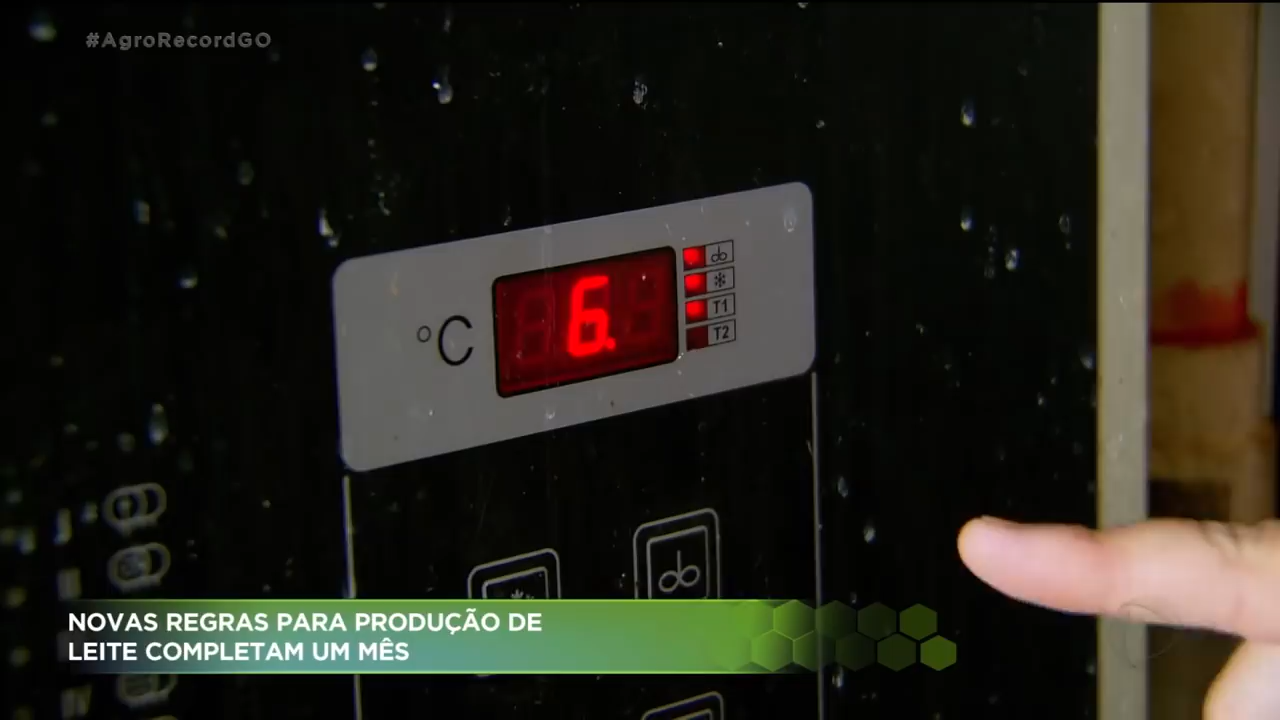 #AgroRecordGO
°C
6.
T1
T2
NOVAS REGRAS PARA PRODUÇÃO DE
LEITE COMPLETAM UM MÊS